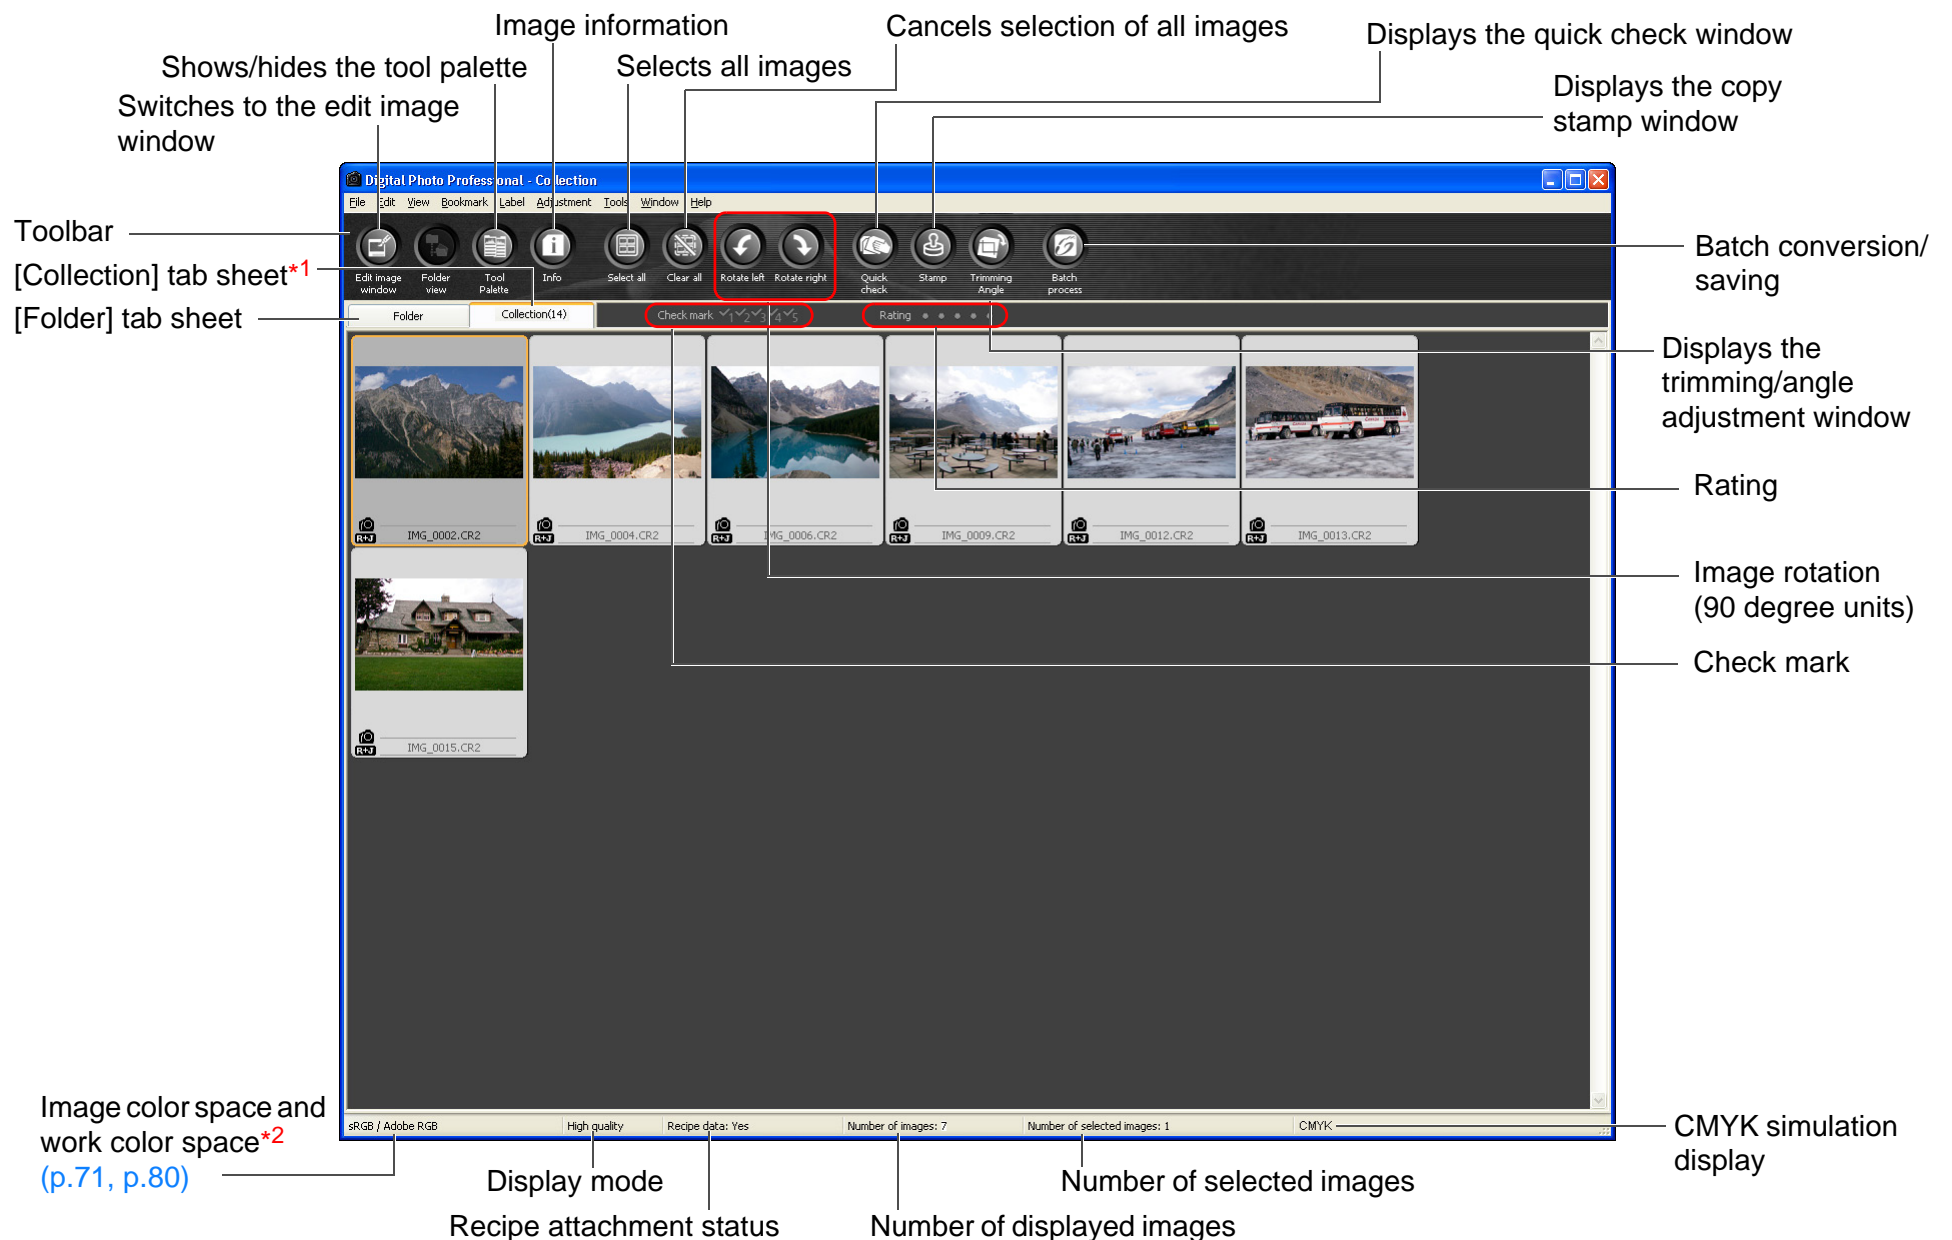 Image information
Cancels selection of all images
Displays the quick check window
Shows/hides the tool palette
Selects all images
Displays the copy
stamp window
Switches to the edit image
window
Digital Photo Professional - Collection
File Edit View Bookmark Label Adjustment Tools Window Help
Toolbar
[Collection] tab sheet*1
[Folder] tab sheet
Edit image
window
Folder
view
Tool
Palette
Info
Select all
Clear all
Rotate left
Rotate right
Quick
check
Stamp
Trimming
Angle
Batch
process
Batch conversion/
saving
Folder
Collection(14)
Check mark 1 2 3 4 5
Rating
Displays the
trimming/angle
adjustment window
Rating
Image rotation
(90 degree units)
Check mark
R+J IMG_0002.CR2
R+J IMG_0004.CR2
R+J IMG_0006.CR2
R+J IMG_0009.CR2
R+J IMG_0012.CR2
R+J IMG_0013.CR2
R+J IMG_0015.CR2
Image color space and
work color space*2
(p.71, p.80)
sRGB / Adobe RGB
High quality
Recipe data: Yes
Number of images: 7
Number of selected images: 1
CMYK
CMYK simulation
display
Display mode
Number of selected images
Recipe attachment status
Number of displayed images